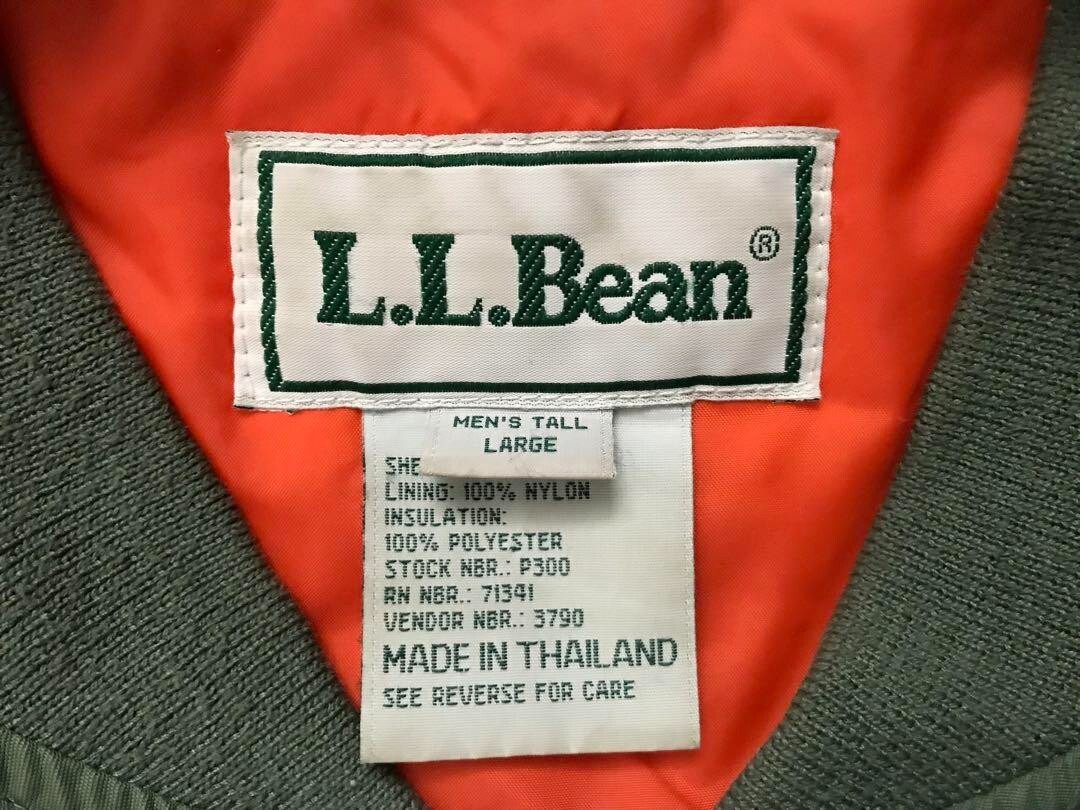 L.L.Bean®
MEN'S TALL
LARGE
LINING: 100% NYLON
INSULATION:
100% POLYESTER
STOCK NBR.: P300
RN NBR.: 71341
VENDOR NBR.: 3790
MADE IN THAILAND
SEE REVERSE FOR CARE